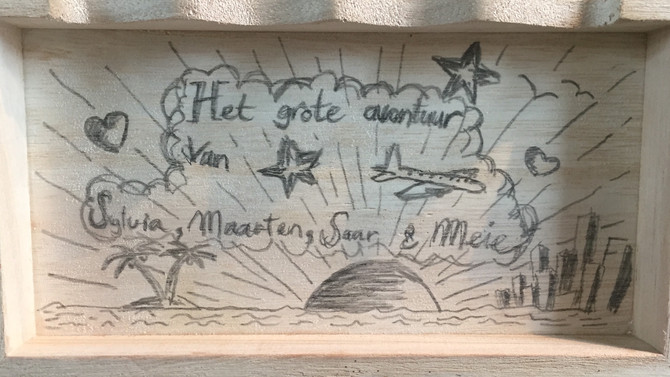 Het grote avontuur
van
Sylvia, Maarten, Saar & Meie